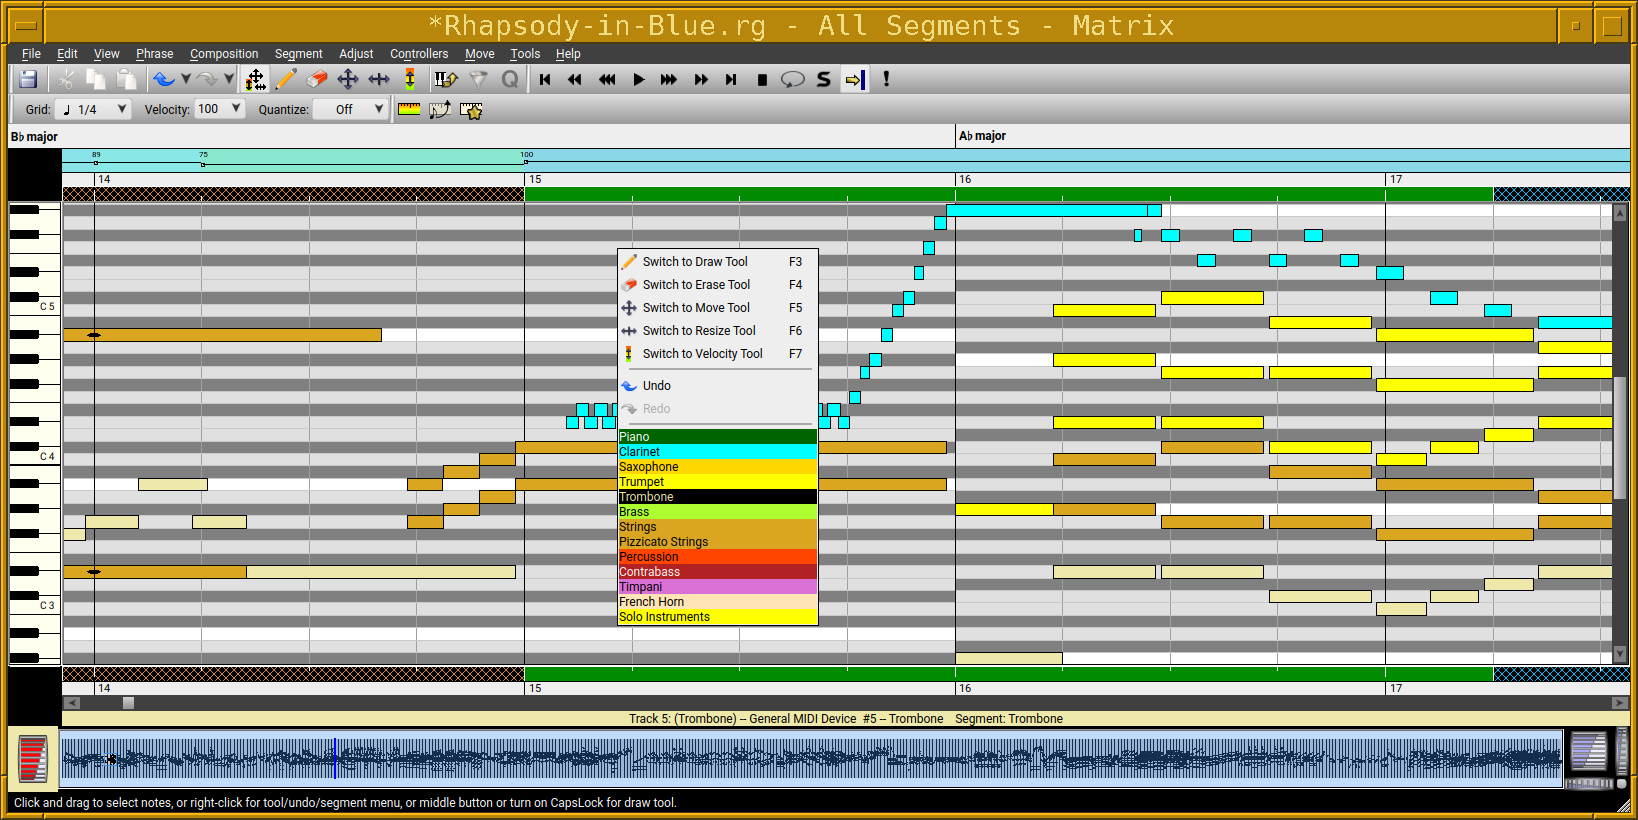 *Rhapsody-in-Blue.rg - All Segments - Matrix
File Edit View Phrase Composition Segment Adjust Controllers Move Tools Help
Q S !
Grid: ♩ 1/4 Velocity: 100 Quantize: Off
B♭ major A♭ major
89 75 100
14 15 16 17
C 5
C 4
C 3
Switch to Draw Tool F3
Switch to Erase Tool F4
Switch to Move Tool F5
Switch to Resize Tool F6
Switch to Velocity Tool F7
Undo
Redo
Piano
Clarinet
Saxophone
Trumpet
Trombone
Brass
Strings
Pizzicato Strings
Percussion
Contrabass
Timpani
French Horn
Solo Instruments
14 15 16 17
Track 5: (Trombone) -- General MIDI Device #5 -- Trombone Segment: Trombone
Click and drag to select notes, or right-click for tool/undo/segment menu, or middle button or turn on CapsLock for draw tool.